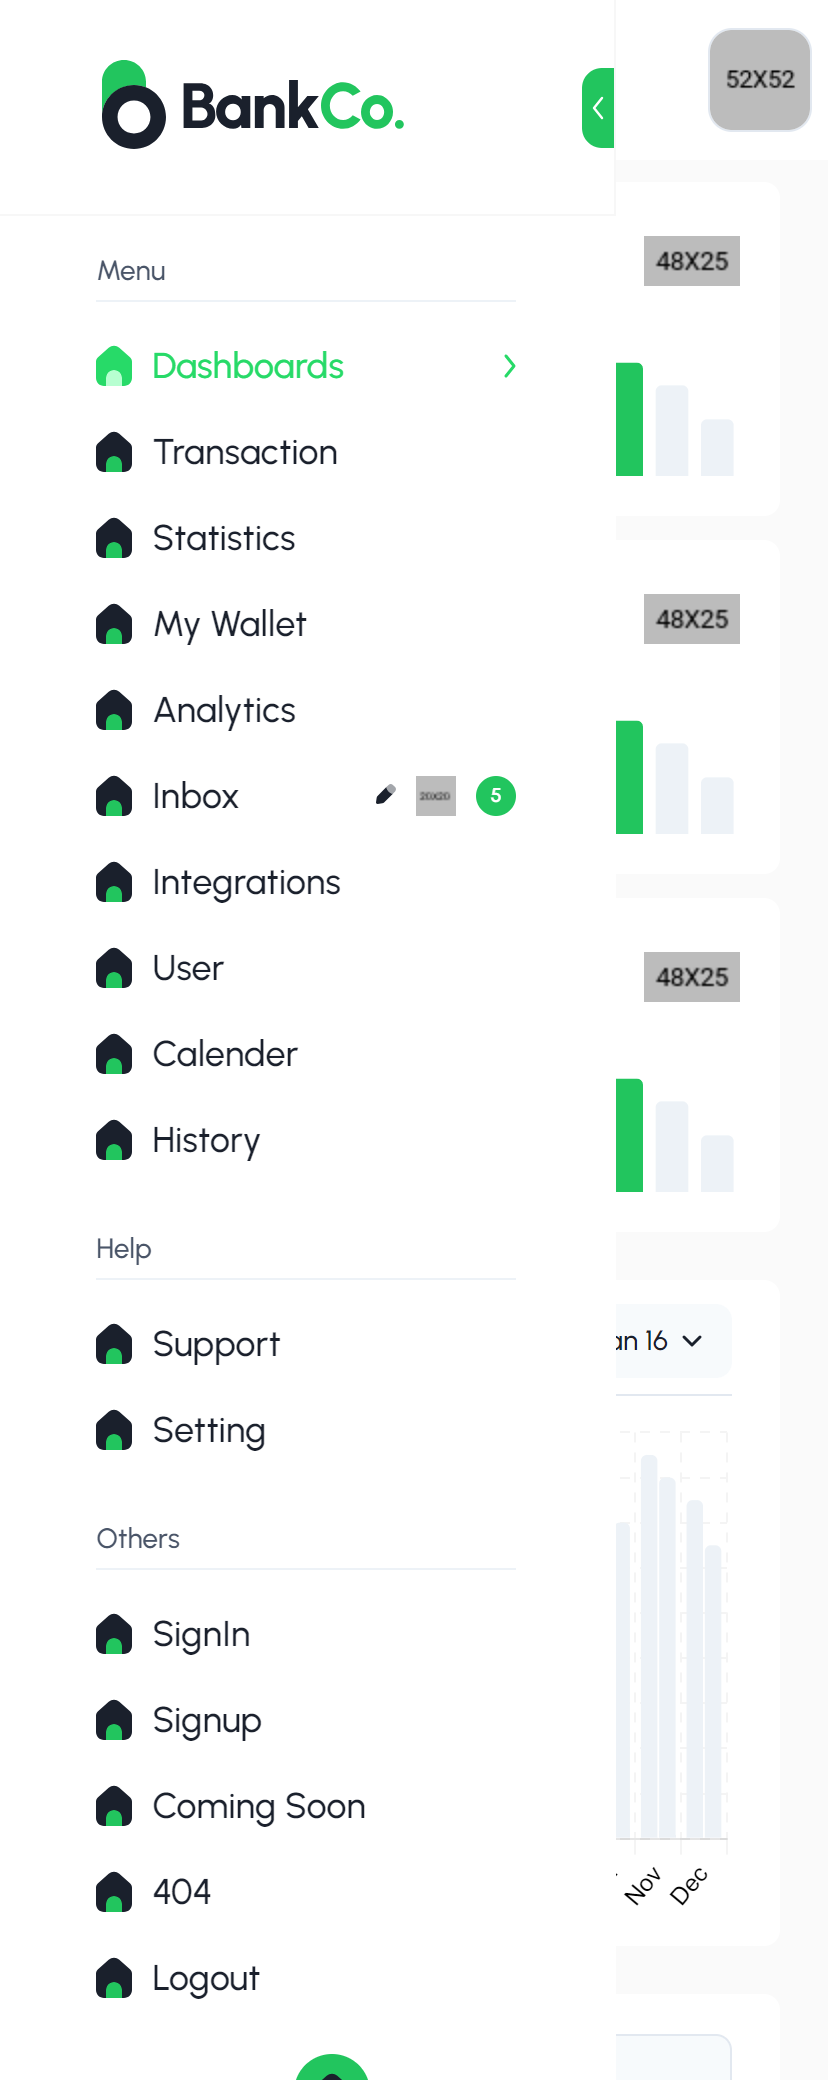 BankCo.
52X52
Menu
48X25
Dashboards
Transaction
Statistics
My Wallet
48X25
Analytics
Inbox
20X20
5
Integrations
User
48X25
Calender
History
Help
Support
an 16
Setting
Others
SignIn
Signup
Coming Soon
404
Nov
Dec
Logout